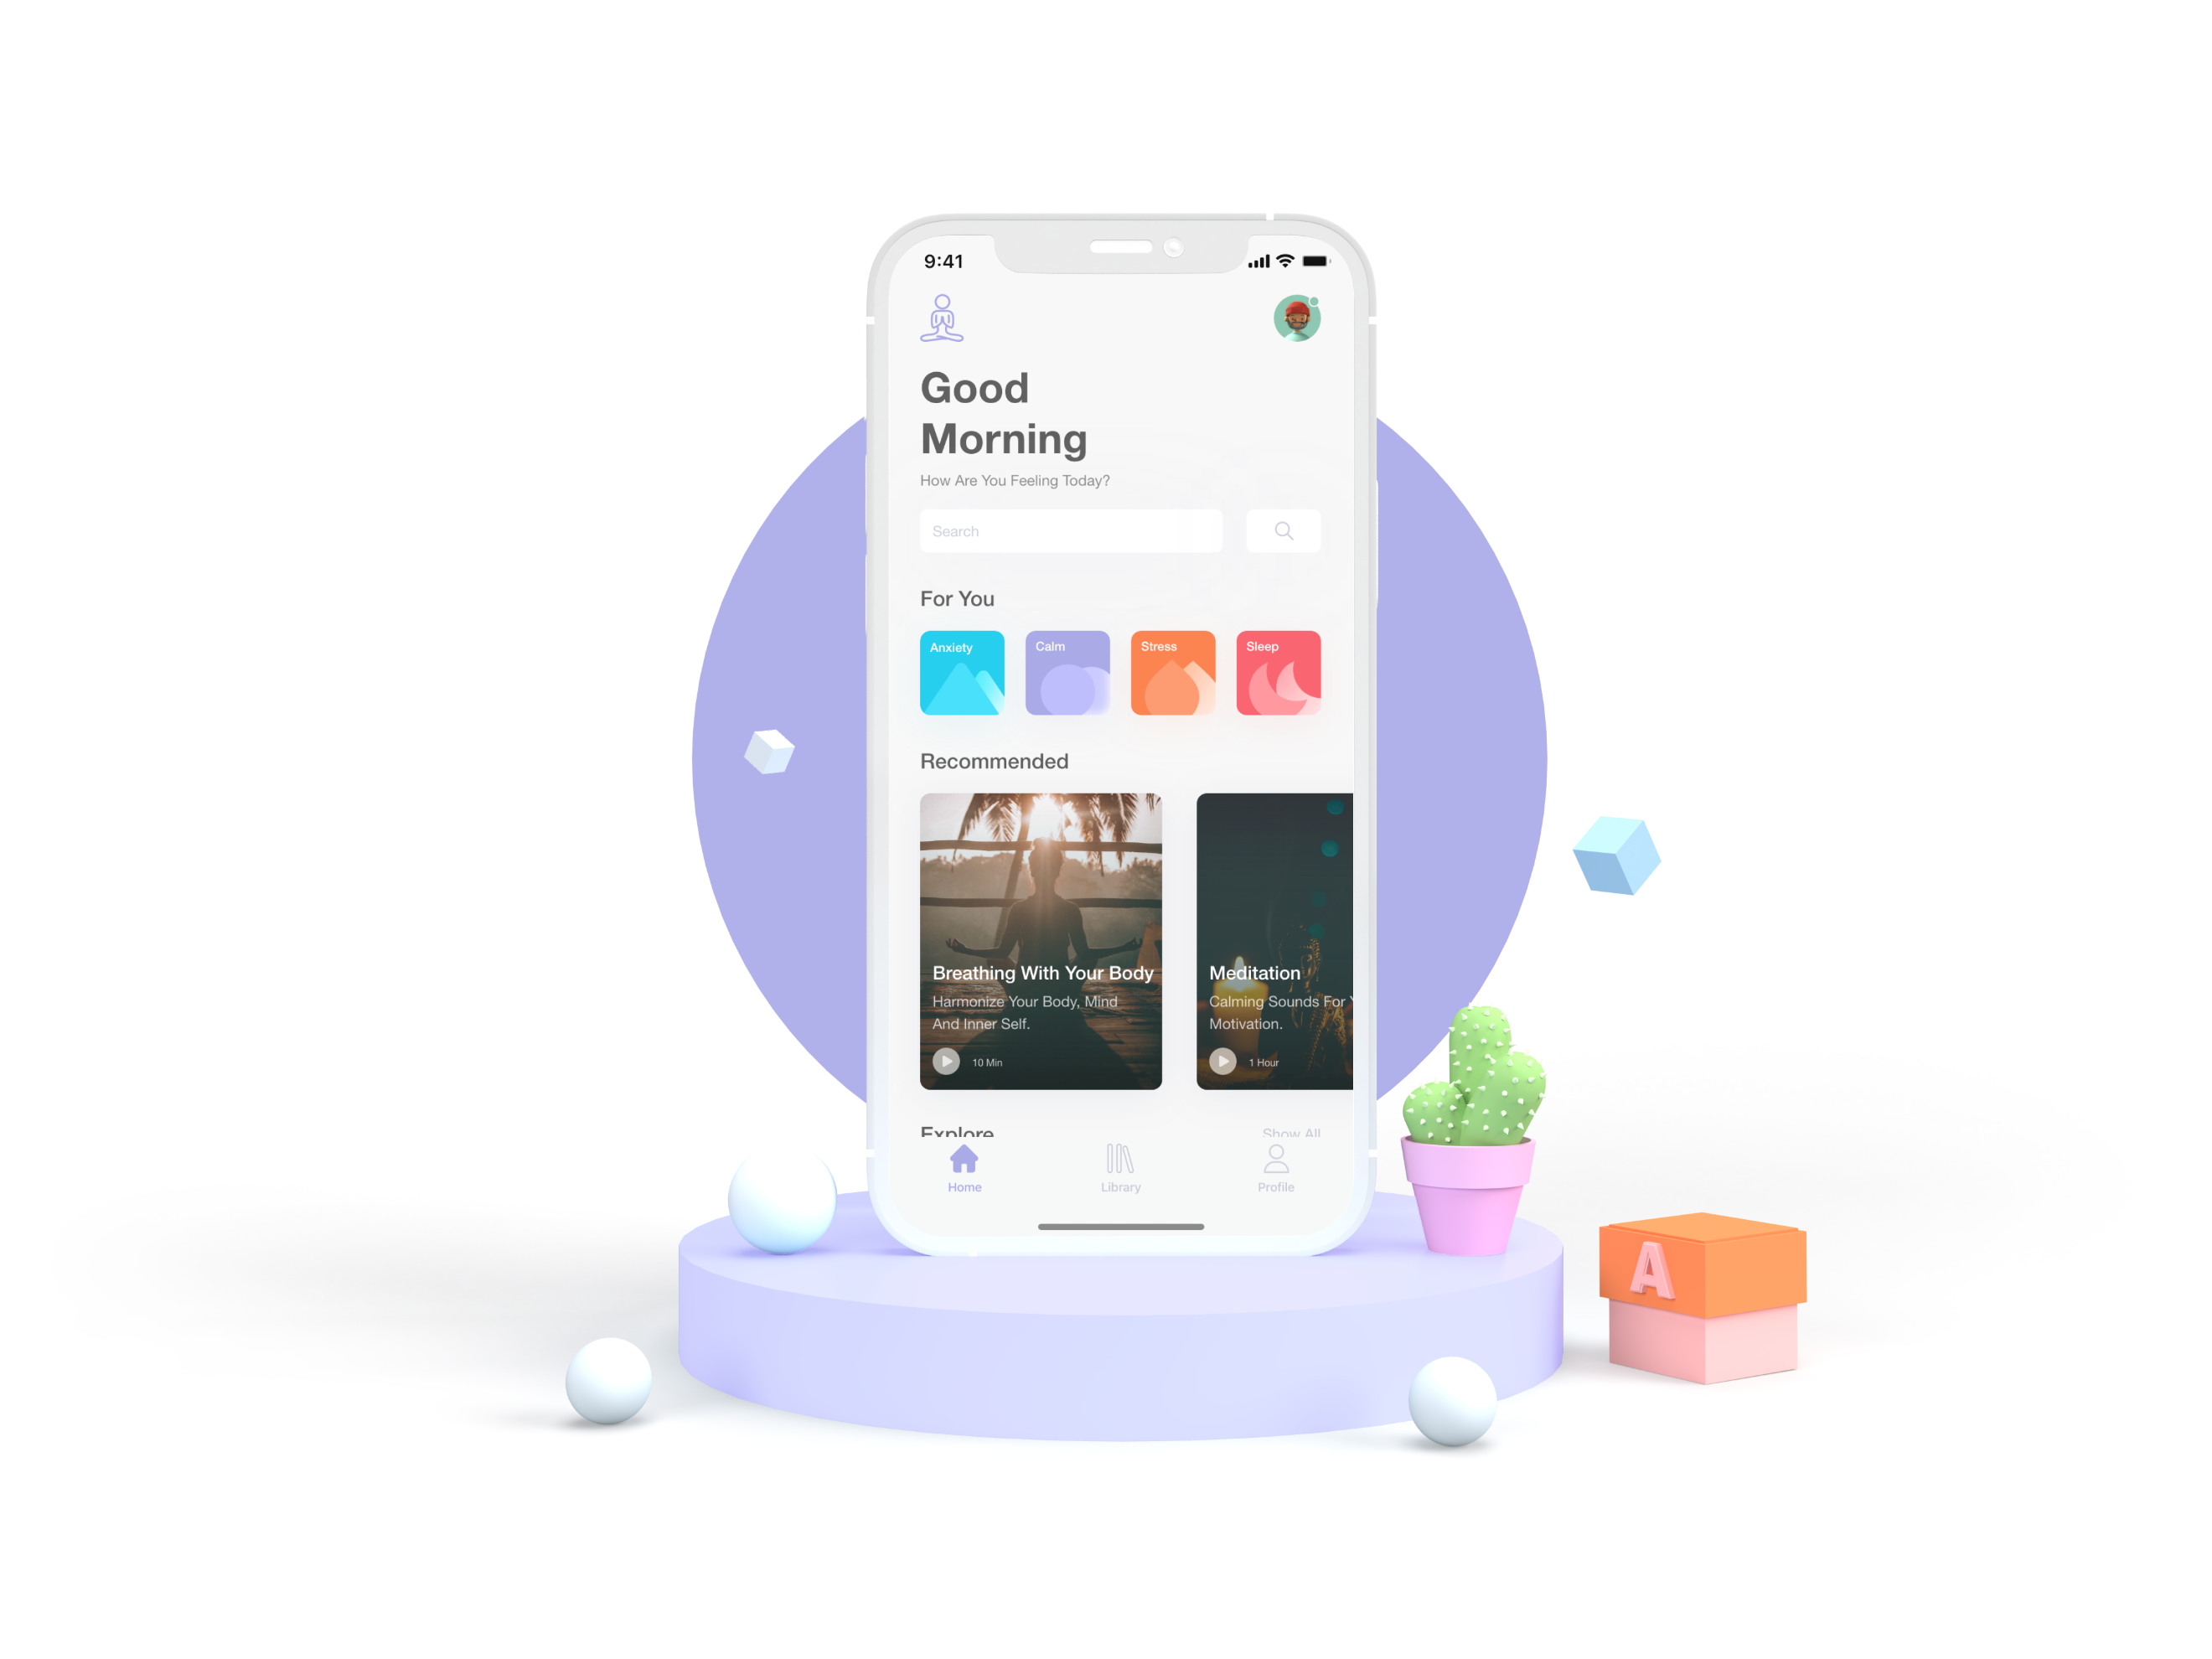 9:41
Good
Morning
How Are You Feeling Today?
Search
For You
Anxiety
Calm
Stress
Sleep
Recommended
Breathing With Your Body
Harmonize Your Body, Mind
And Inner Self.
10 Min
Meditation
Calming Sounds For Y
Motivation.
1 Hour
Explore
Show All
Home
Library
Profile
A